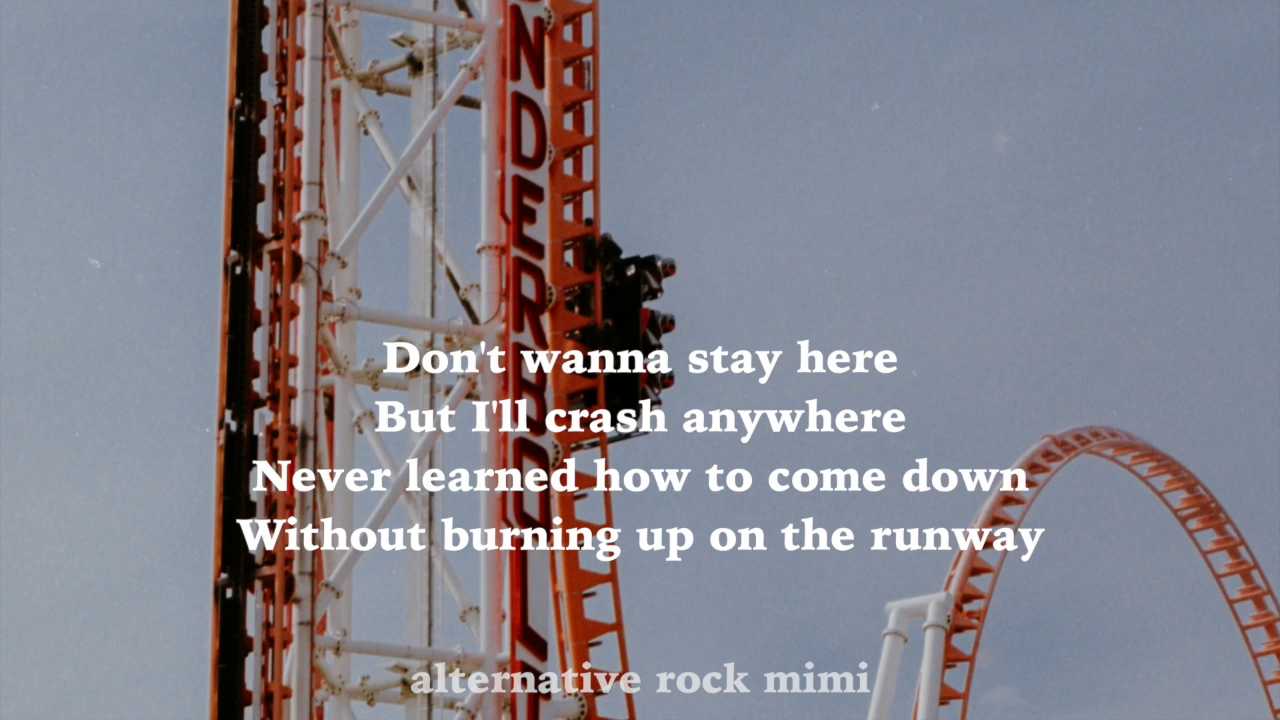 NDERBOLT
Don't wanna stay here
But I'll crash anywhere
Never learned how to come down
Without burning up on the runway
alternative rock mimi